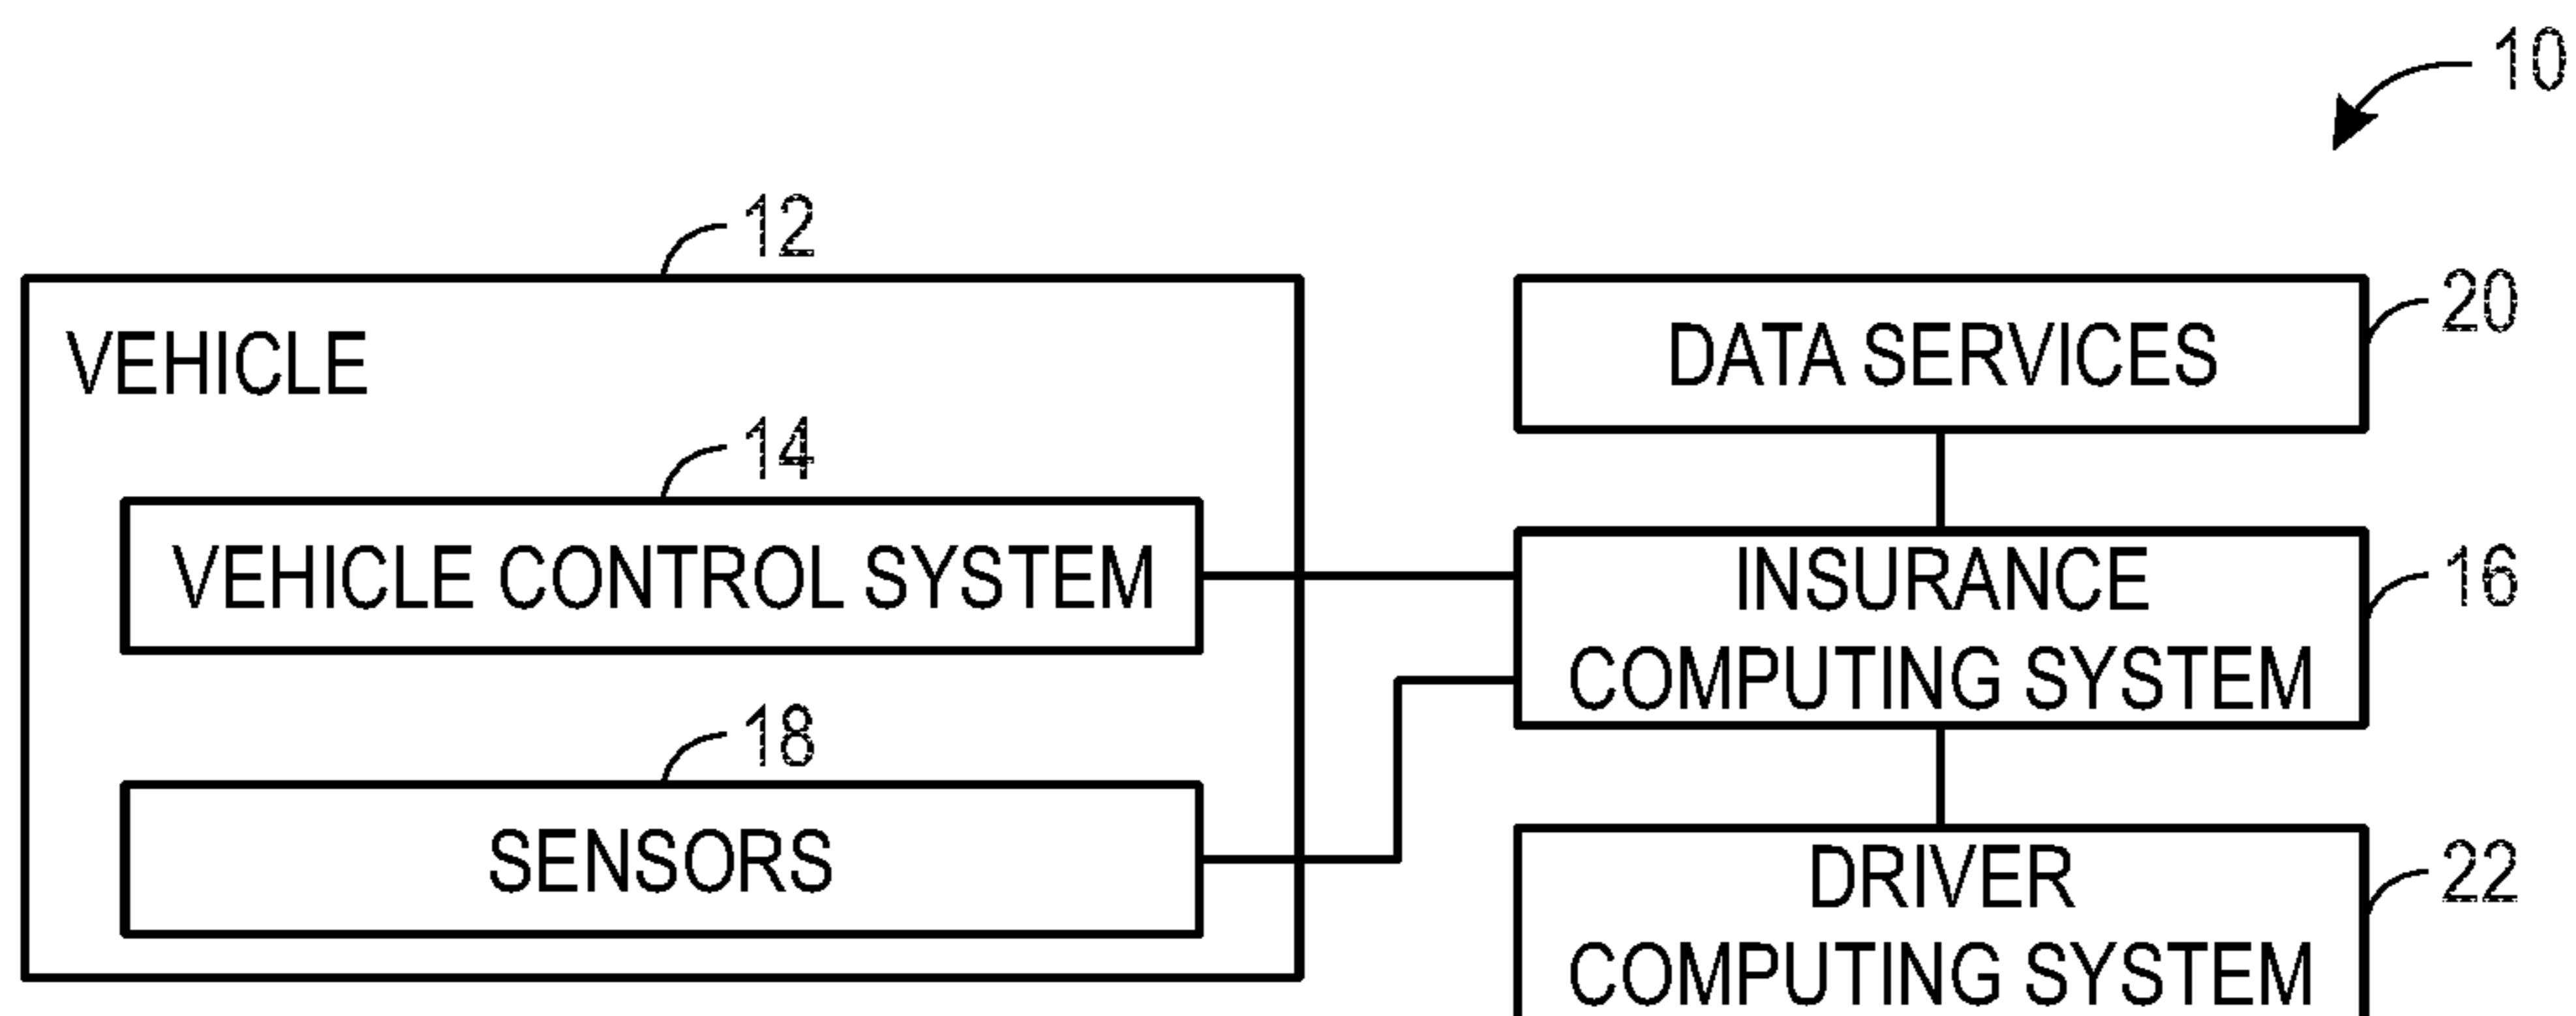 10
12
VEHICLE
14
VEHICLE CONTROL SYSTEM
18
SENSORS
20
DATA SERVICES
16
INSURANCE
COMPUTING SYSTEM
22
DRIVER
COMPUTING SYSTEM